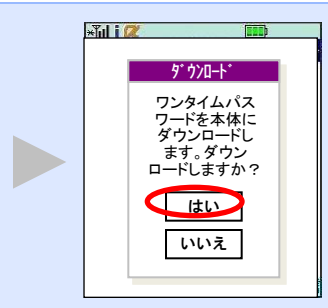 ﾀﾞｳﾝﾛｰﾄﾞ
ワンタイムパス
ワードを本体に
ダウンロードし
ます。ダウン
ロードしますか？
はい
いいえ